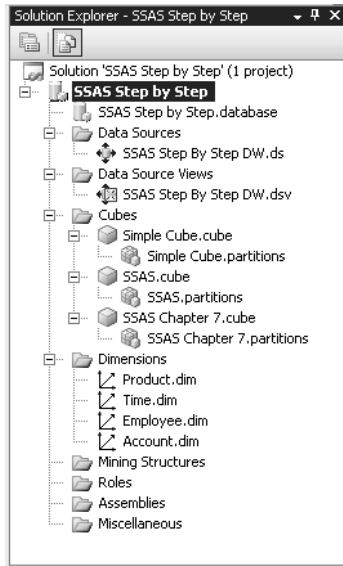 Solution Explorer - SSAS Step by Step
Solution 'SSAS Step by Step' (1 project)
SSAS Step by Step
SSAS Step by Step.database
Data Sources
SSAS Step By Step DW.ds
Data Source Views
SSAS Step By Step DW.dsv
Cubes
Simple Cube.cube
Simple Cube.partitions
SSAS.cube
SSAS.partitions
SSAS Chapter 7.cube
SSAS Chapter 7.partitions
Dimensions
Product.dim
Time.dim
Employee.dim
Account.dim
Mining Structures
Roles
Assemblies
Miscellaneous